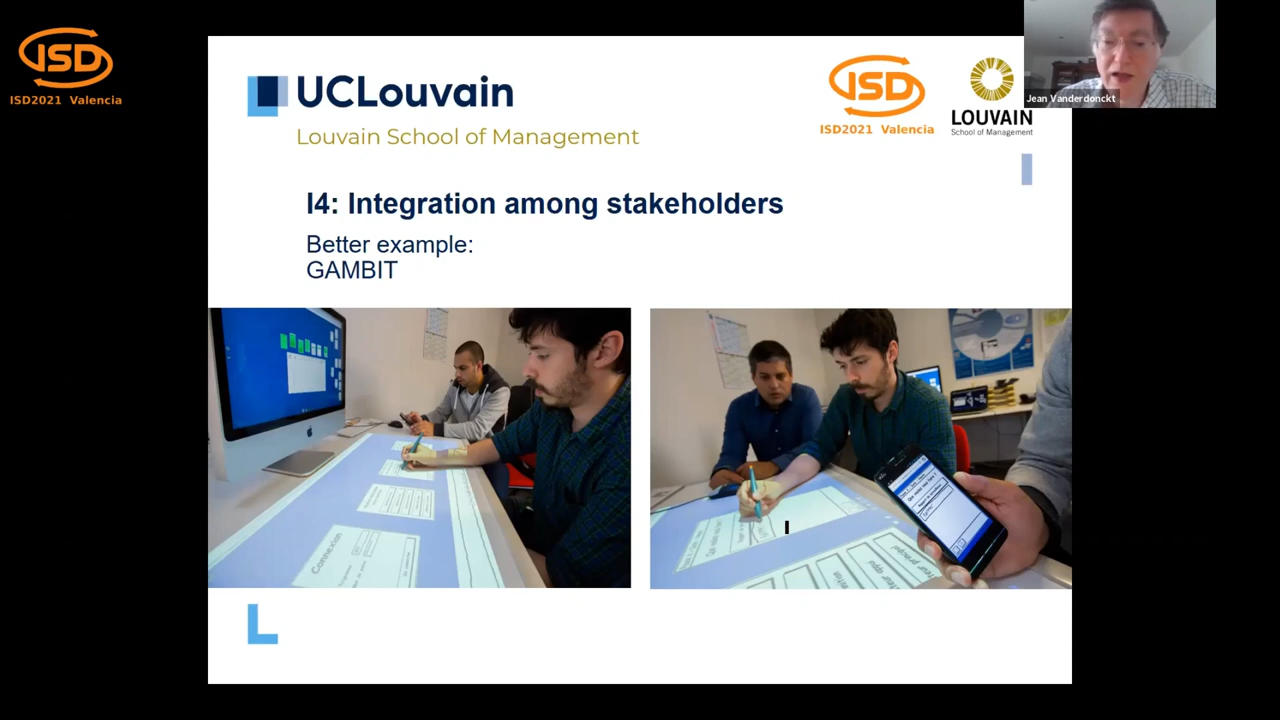 ISD
ISD2021 Valencia
UCLouvain
Louvain School of Management
ISD
ISD2021 Valencia
LOUVAIN
School of Management
Jean Vanderdonckt
I4: Integration among stakeholders
Better example:
GAMBIT
Connexion